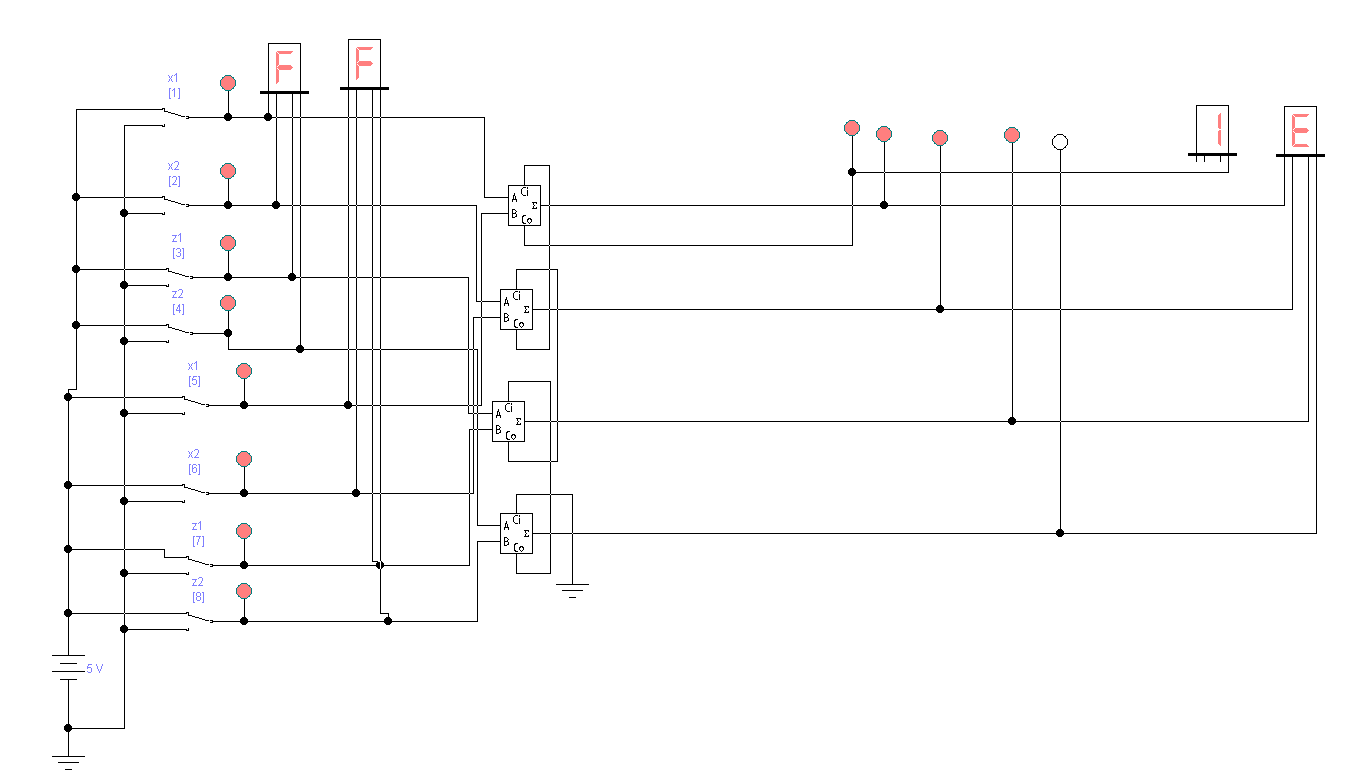 F
F
x1
[1]
x2
[2]
z1
[3]
z2
[4]
x1
[5]
x2
[6]
z1
[7]
z2
[8]
5 V
Ci
A
Σ
B
Co
Ci
A
Σ
B
Co
Ci
A
Σ
B
Co
Ci
A
Σ
B
Co
1
E